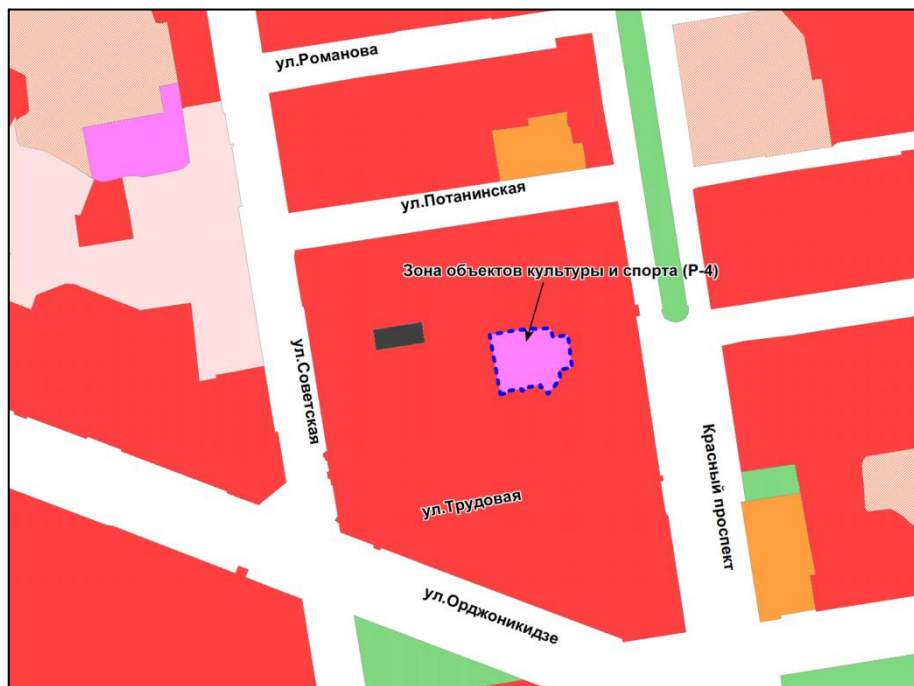 ул.Романова
ул.Потанинская
Зона объектов культуры и спорта (Р-4)
ул.Советская
Красный проспект
ул.Трудовая
ул.Орджоникидзе